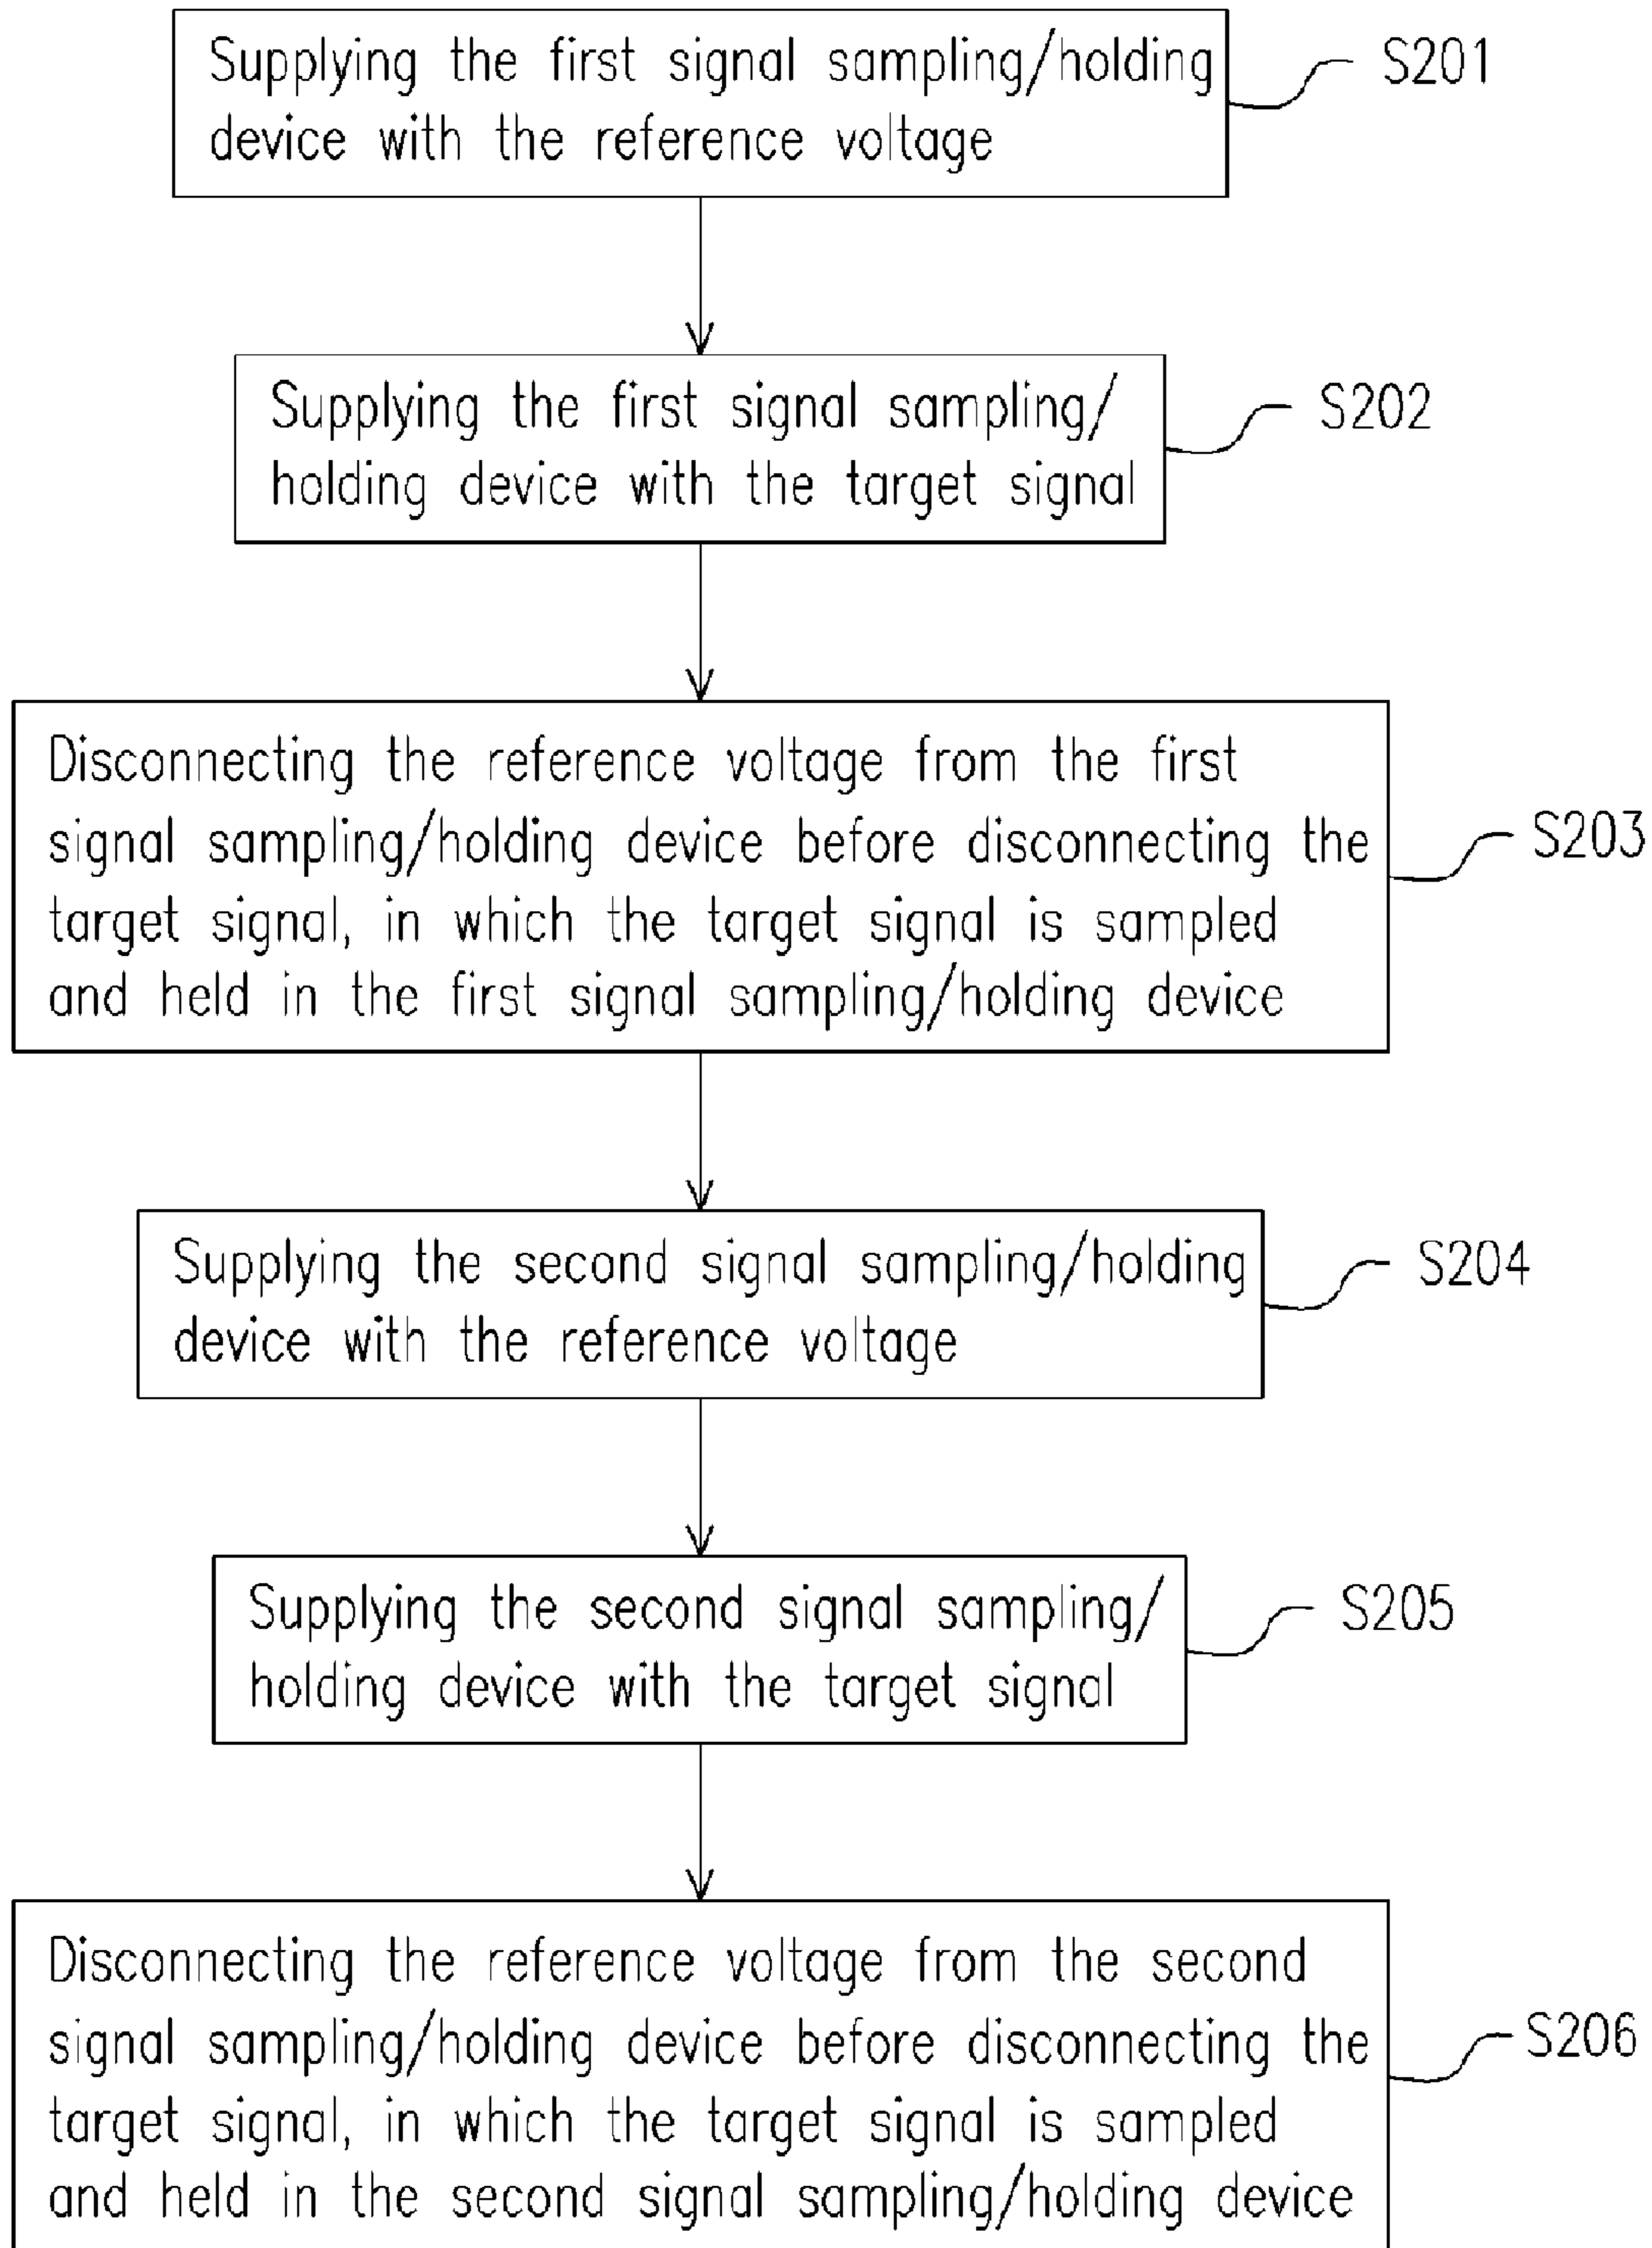 Supplying the first signal sampling/holding
device with the reference voltage
S201
Supplying the first signal sampling/
holding device with the target signal
S202
Disconnecting the reference voltage from the first
signal sampling/holding device before disconnecting the
target signal, in which the target signal is sampled
and held in the first signal sampling/holding device
S203
Supplying the second signal sampling/holding
device with the reference voltage
S204
Supplying the second signal sampling/
holding device with the target signal
S205
Disconnecting the reference voltage from the second
signal sampling/holding device before disconnecting the
target signal, in which the target signal is sampled
and held in the second signal sampling/holding device
S206